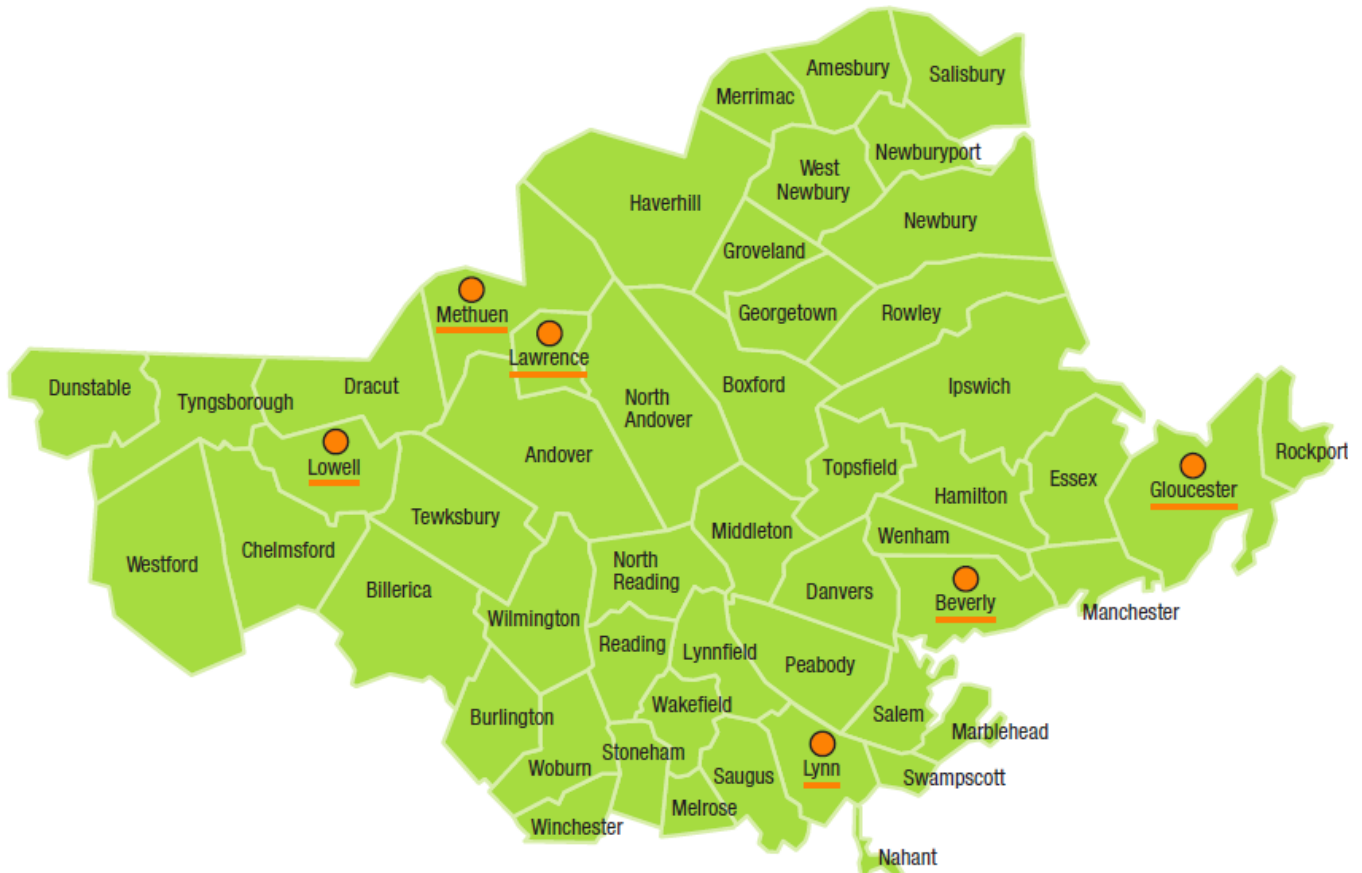 Amesbury
Salisbury
Merrimac
Newburyport
West
Newbury
Haverhill
Newbury
Groveland
Methuen
Georgetown
Rowley
Lawrence
Dunstable
Tyngsborough
Dracut
North
Andover
Boxford
Ipswich
Lowell
Andover
Topsfield
Hamilton
Essex
Gloucester
Rockport
Tewksbury
Middleton
Wenham
Westford
Chelmsford
Billerica
North
Reading
Danvers
Beverly
Manchester
Wilmington
Reading
Lynnfield
Peabody
Burlington
Wakefield
Salem
Marblehead
Woburn
Stoneham
Saugus
Lynn
Swampscott
Winchester
Melrose
Nahant